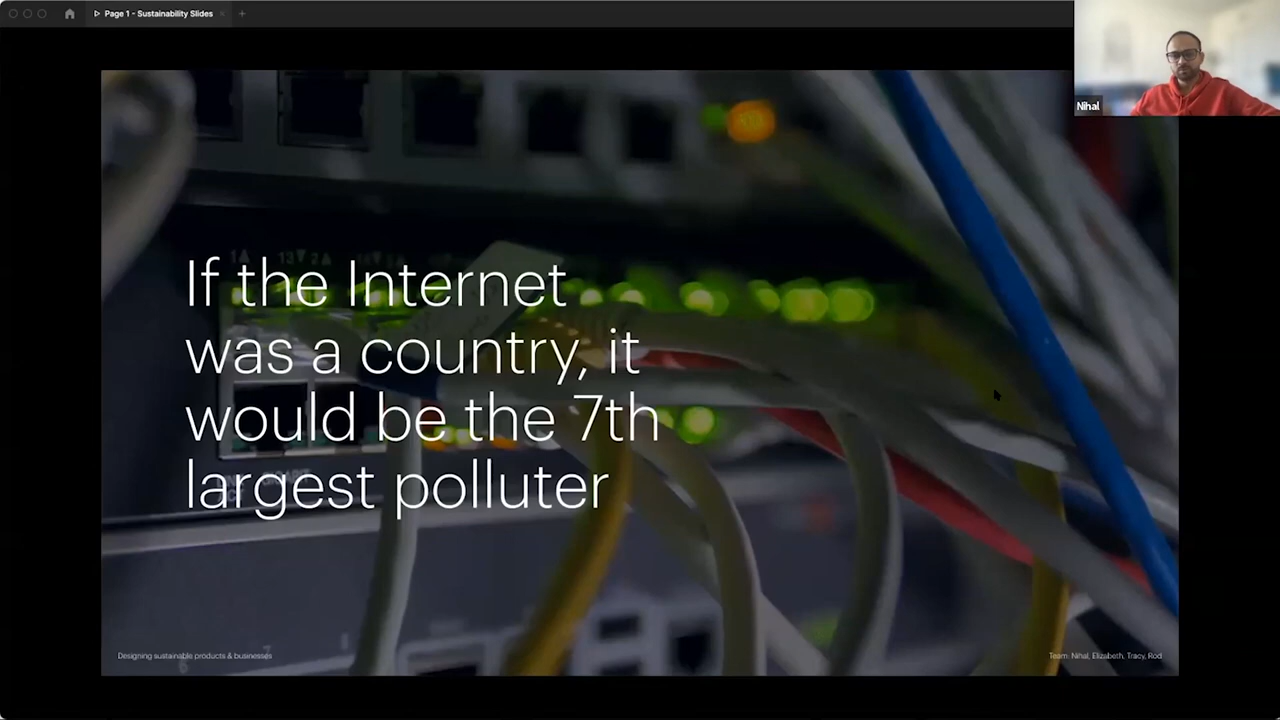 Page 1 - Sustainability Slides
Nihal
If the Internet
was a country, it
would be the 7th
largest polluter
Designing sustainable products & businesses
Team: Nihal, Elizabeth, Tracy, Rod